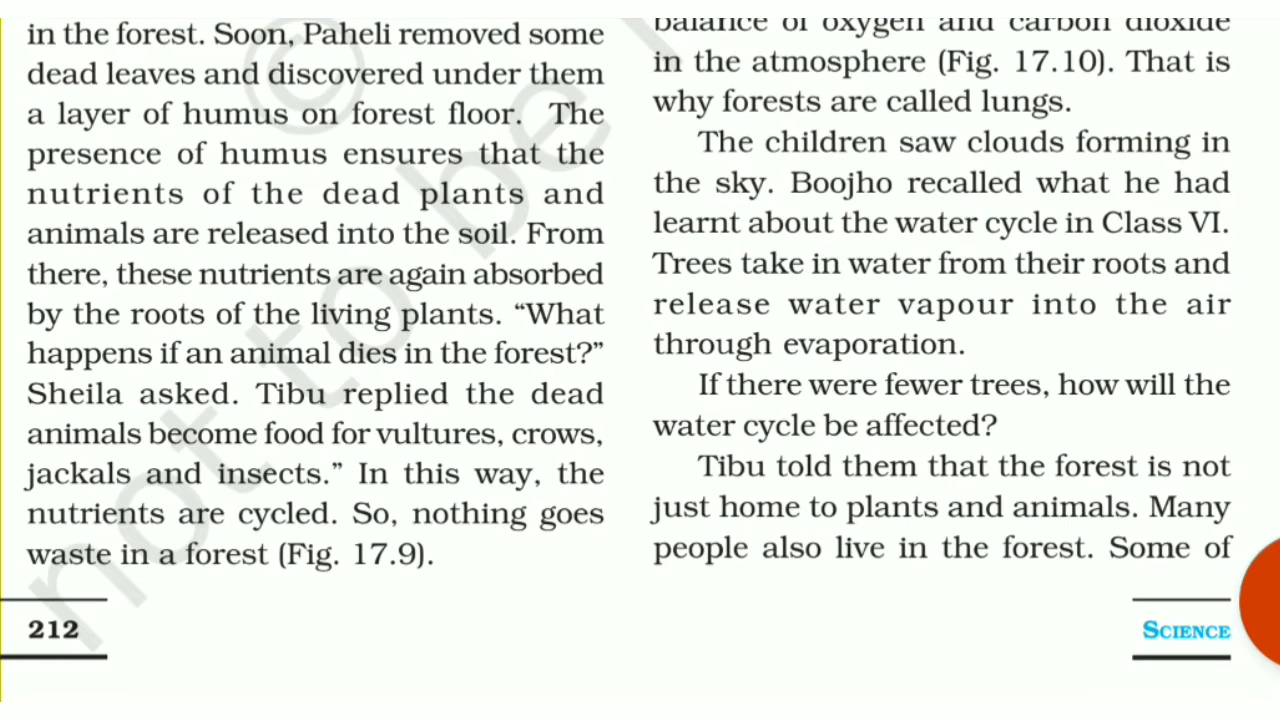 in the forest. Soon, Paheli removed some
dead leaves and discovered under them
a layer of humus on forest floor. The
presence of humus ensures that the
nutrients of the dead plants and
animals are released into the soil. From
there, these nutrients are again absorbed
by the roots of the living plants. “What
happens if an animal dies in the forest?”
Sheila asked. Tibu replied the dead
animals become food for vultures, crows,
jackals and insects.” In this way, the
nutrients are cycled. So, nothing goes
waste in a forest (Fig. 17.9).
balance of oxygen and carbon dioxide
in the atmosphere (Fig. 17.10). That is
why forests are called lungs.
The children saw clouds forming in
the sky. Boojho recalled what he had
learnt about the water cycle in Class VI.
Trees take in water from their roots and
release water vapour into the air
through evaporation.
If there were fewer trees, how will the
water cycle be affected?
Tibu told them that the forest is not
just home to plants and animals. Many
people also live in the forest. Some of
212
SCIENCE
© not to be